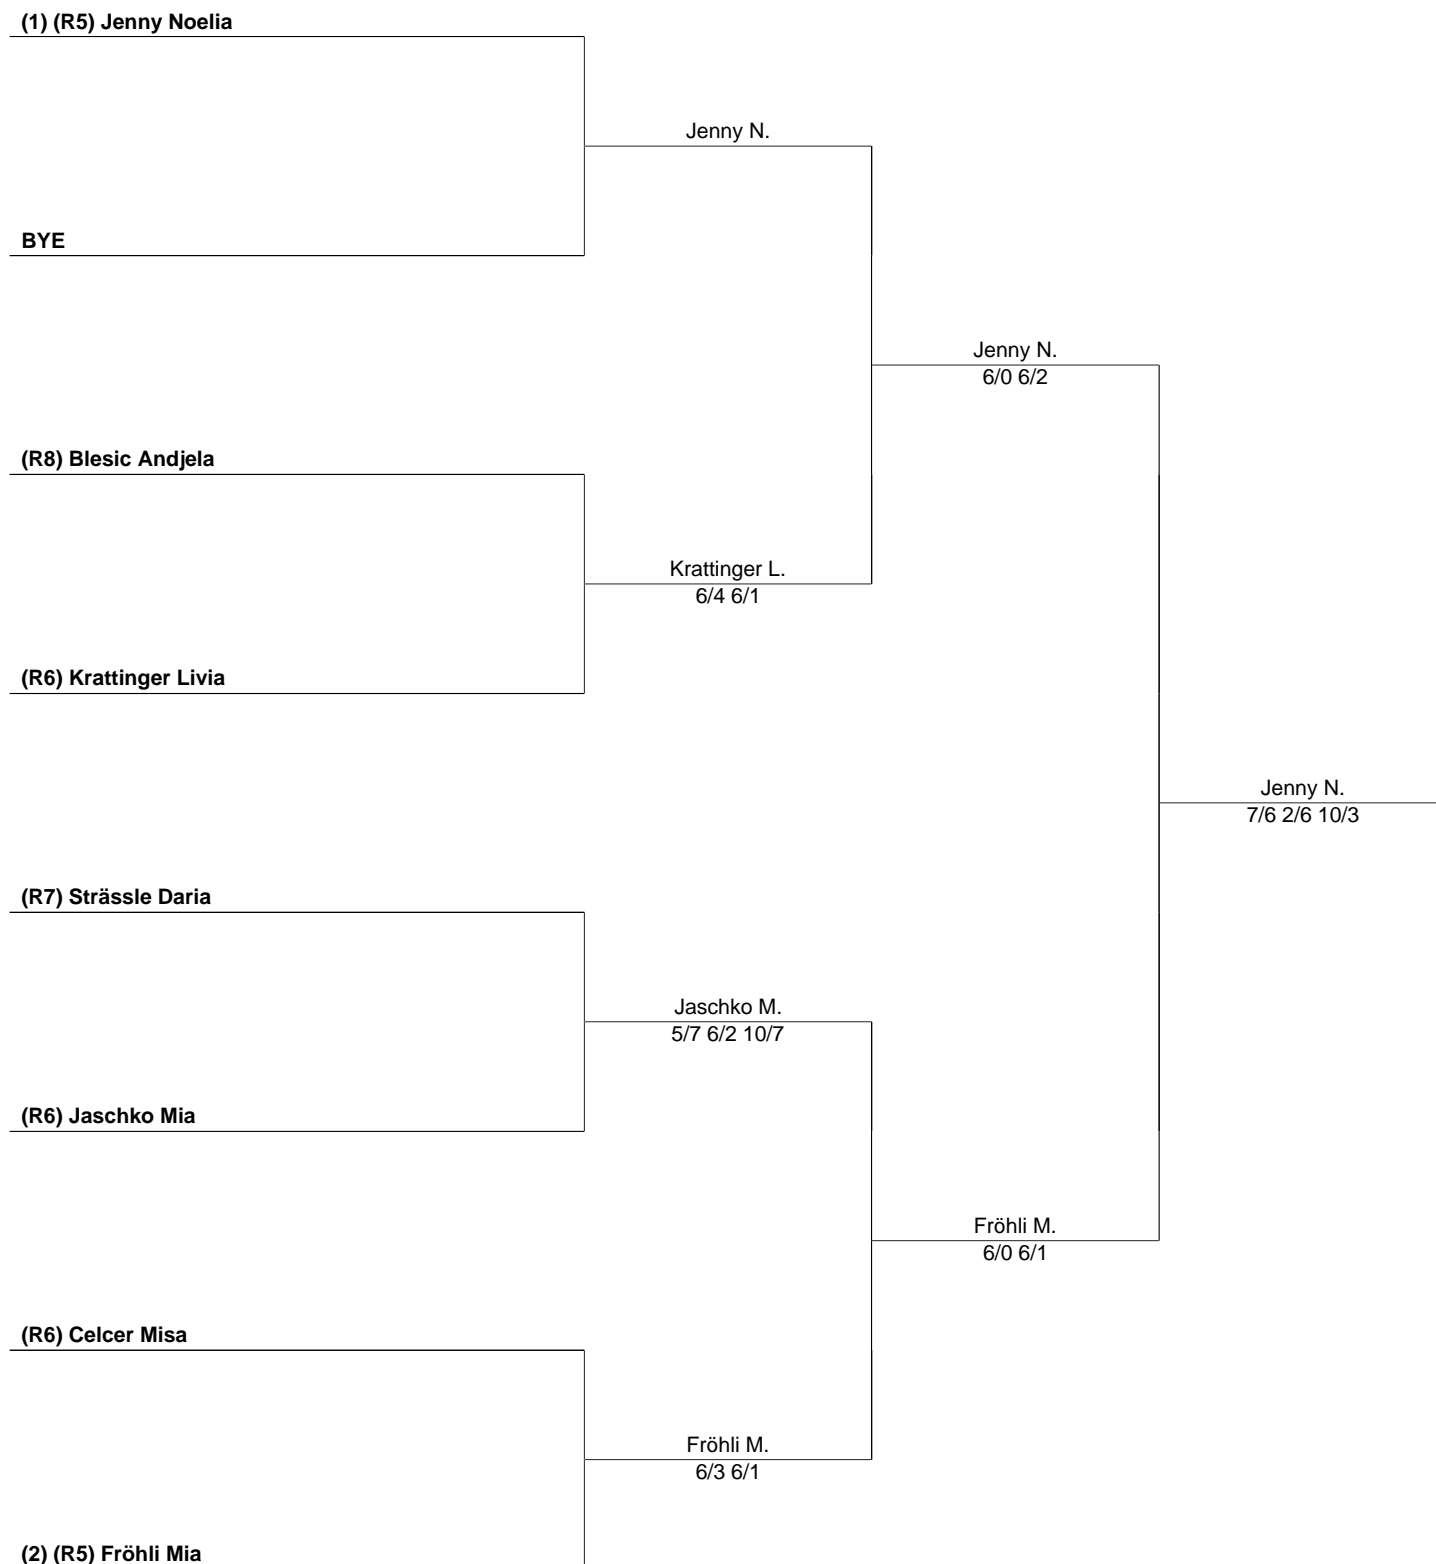 (1) (R5) Jenny Noelia
Jenny N.
BYE
Jenny N.
6/0 6/2
(R8) Blesic Andjela
Krattinger L.
6/4 6/1
(R6) Krattinger Livia
Jenny N.
7/6 2/6 10/3
(R7) Strässle Daria
Jaschko M.
5/7 6/2 10/7
(R6) Jaschko Mia
Fröhli M.
6/0 6/1
(R6) Celcer Misa
Fröhli M.
6/3 6/1
(2) (R5) Fröhli Mia